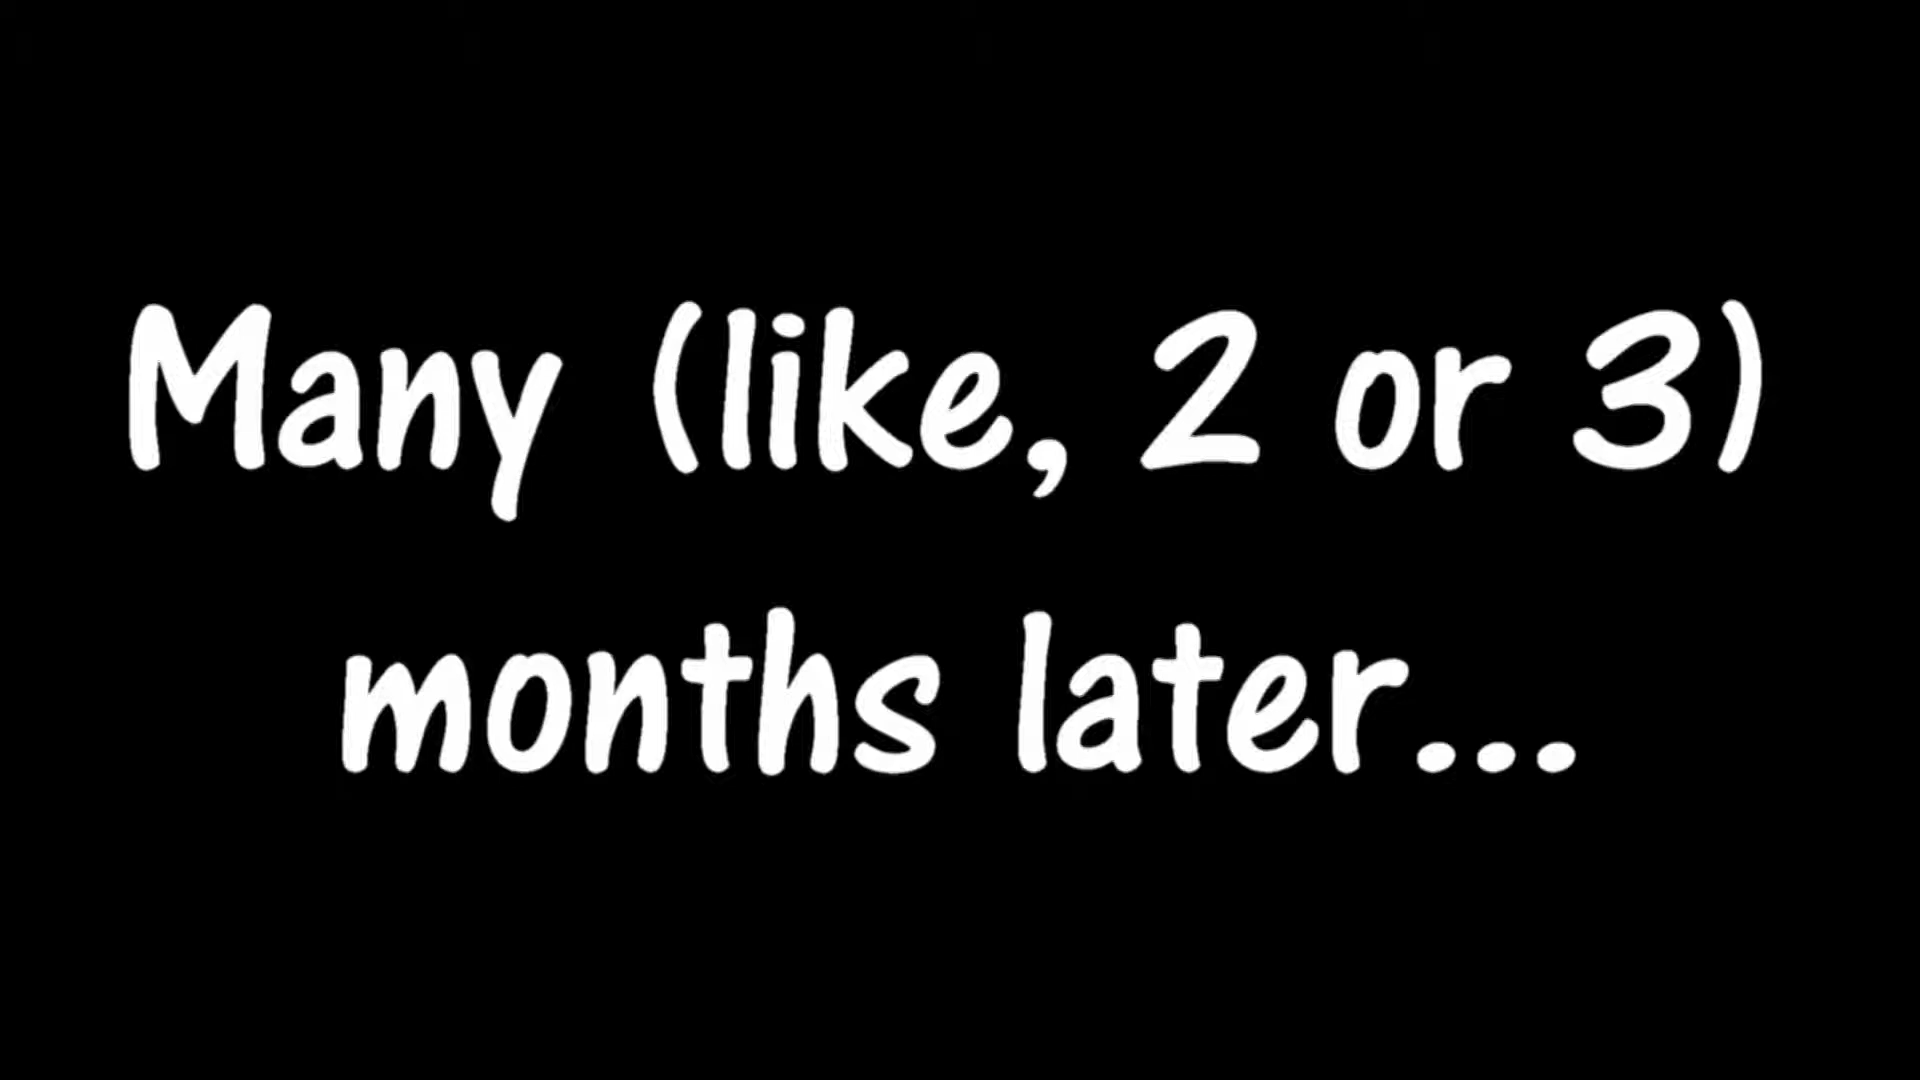 Many (like, 2 or 3)
months later...